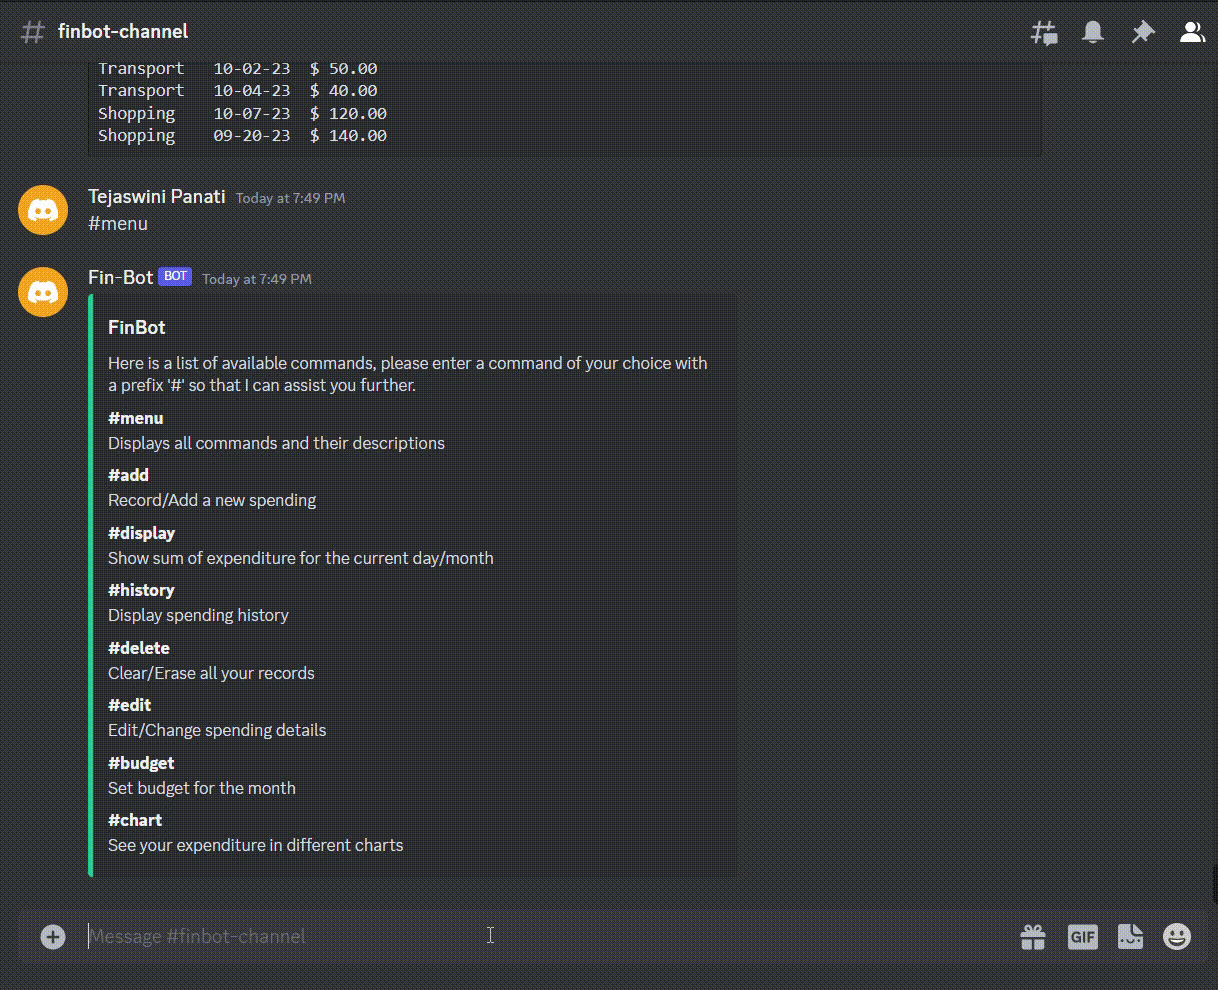 # finbot-channel
Transport 10-02-23 $ 50.00
Transport 10-04-23 $ 40.00
Shopping 10-07-23 $ 120.00
Shopping 09-20-23 $ 140.00
Tejaswini Panati Today at 7:49 PM
#menu
Fin-Bot BOT Today at 7:49 PM
FinBot
Here is a list of available commands, please enter a command of your choice with
a prefix '#' so that I can assist you further.
#menu
Displays all commands and their descriptions
#add
Record/Add a new spending
#display
Show sum of expenditure for the current day/month
#history
Display spending history
#delete
Clear/Erase all your records
#edit
Edit/Change spending details
#budget
Set budget for the month
#chart
See your expenditure in different charts
Message #finbot-channel
GIF